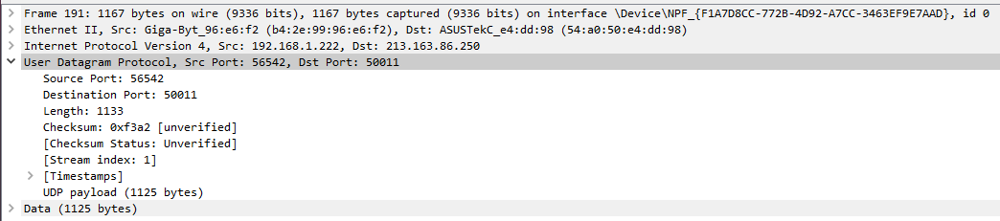 Frame 191: 1167 bytes on wire (9336 bits), 1167 bytes captured (9336 bits) on interface \Device\NPF_{F1A7D8CC-772B-4D92-A7CC-3463EF9E7AAD}, id 0
Ethernet II, Src: Giga-Byt_96:e6:f2 (b4:2e:99:96:e6:f2), Dst: ASUSTekC_e4:dd:98 (54:a0:50:e4:dd:98)
Internet Protocol Version 4, Src: 192.168.1.222, Dst: 213.163.86.250
User Datagram Protocol, Src Port: 56542, Dst Port: 50011
Source Port: 56542
Destination Port: 50011
Length: 1133
Checksum: 0xf3a2 [unverified]
[Checksum Status: Unverified]
[Stream index: 1]
[Timestamps]
UDP payload (1125 bytes)
Data (1125 bytes)